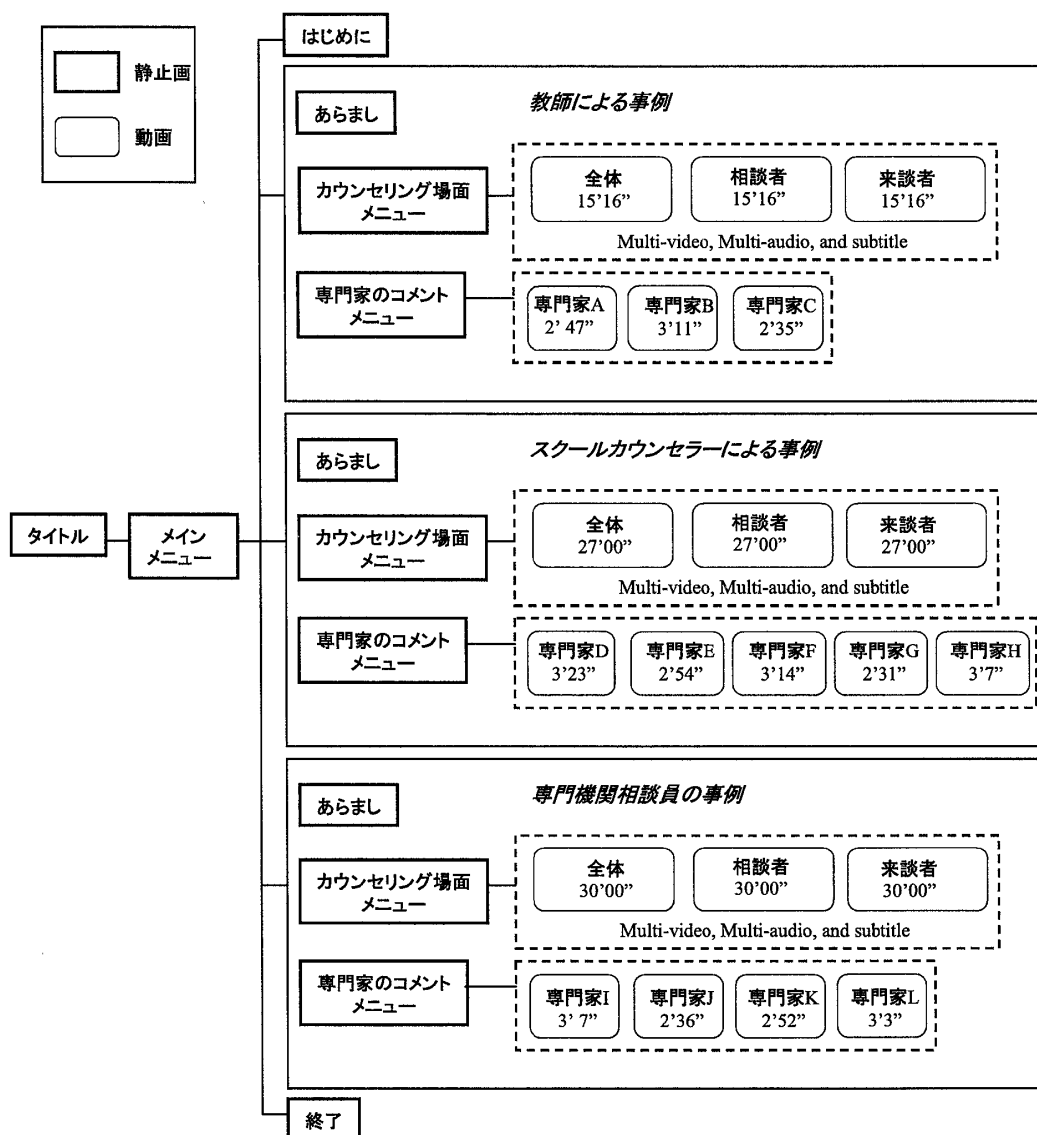 静止画
動画
はじめに
教師による事例
あらまし
カウンセリング場面
メニュー
全体
15'16”
相談者
15'16”
来談者
15'16”
Multi-video, Multi-audio, and subtitle
専門家のコメント
メニュー
専門家A
2' 47”
専門家B
3'11”
専門家C
2'35”
スクールカウンセラーによる事例
あらまし
タイトル
メイン
メニュー
カウンセリング場面
メニュー
全体
27'00”
相談者
27'00”
来談者
27'00”
Multi-video, Multi-audio, and subtitle
専門家のコメント
メニュー
専門家D
3'23”
専門家E
2'54”
専門家F
3'14”
専門家G
2'31”
専門家H
3'7”
専門機関相談員の事例
あらまし
カウンセリング場面
メニュー
全体
30'00”
相談者
30'00”
来談者
30'00”
Multi-video, Multi-audio, and subtitle
専門家のコメント
メニュー
専門家I
3' 7”
専門家J
2'36”
専門家K
2'52”
専門家L
3'3”
終了